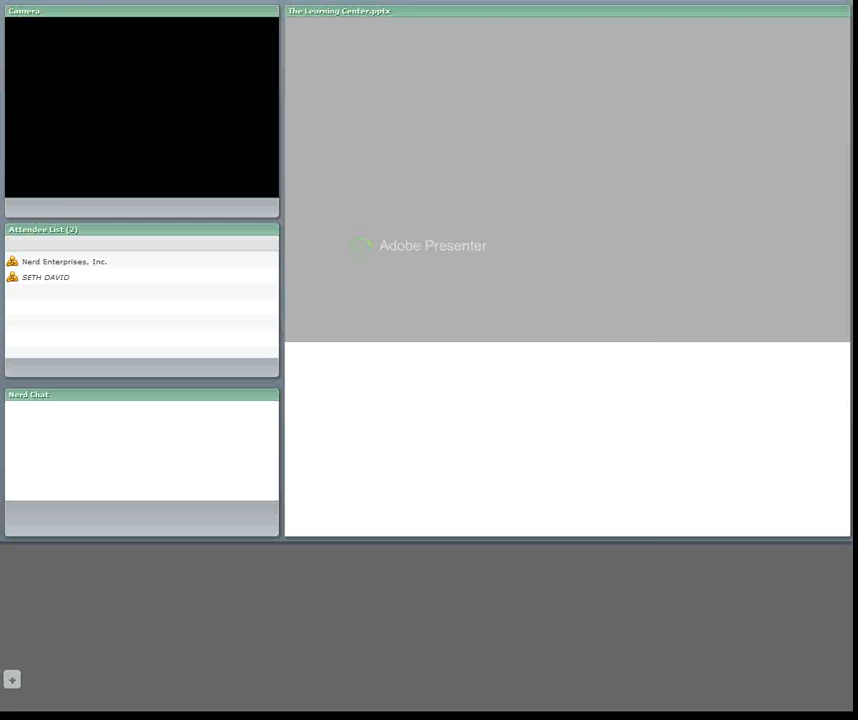 Camera
The Learning Center.pptx
Adobe Presenter
Attendee List (2)
Nerd Enterprises, Inc.
SETH DAVID
Nerd Chat